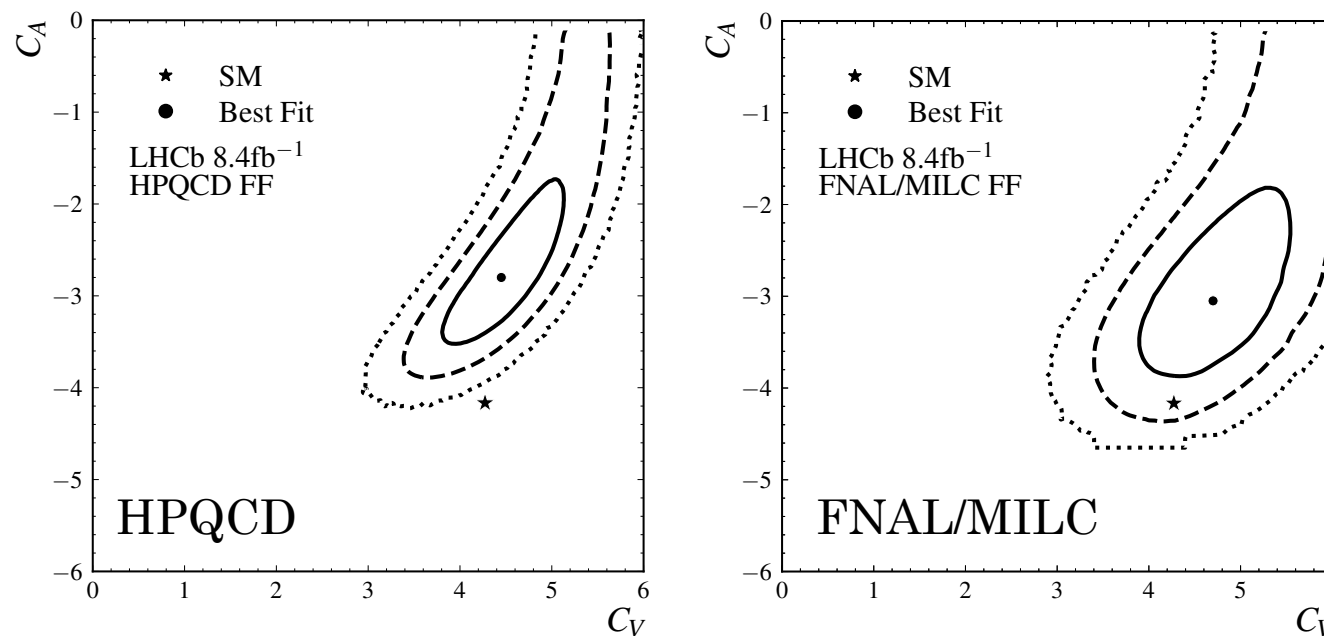 C_A
0
−1
−2
−3
−4
−5
−6
SM
Best Fit
LHCb 8.4fb⁻¹
HPQCD FF
HPQCD
0 1 2 3 4 5 6
C_V
C_A
0
−1
−2
−3
−4
−5
−6
SM
Best Fit
LHCb 8.4fb⁻¹
FNAL/MILC FF
FNAL/MILC
0 1 2 3 4 5
C_V